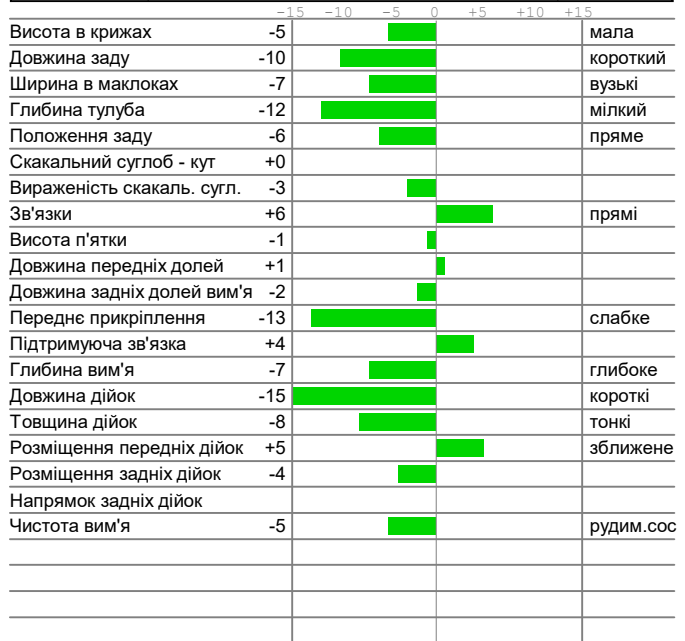 -15 -10 -5 0 +5 +10 +15
Висота в крижах -5 мала
Довжина заду -10 короткий
Ширина в маклоках -7 вузькі
Глибина тулуба -12 мілкий
Положення заду -6 пряме
Скакальний суглоб - кут +0
Вираженість скакаль. сугл. -3
Зв'язки +6 прямі
Висота п'ятки -1
Довжина передніх долей +1
Довжина задніх долей вим'я -2
Переднє прикріплення -13 слабке
Підтримуюча зв'язка +4
Глибина вим'я -7 глибоке
Довжина дійок -15 короткі
Товщина дійок -8 тонкі
Розміщення передніх дійок +5 зближене
Розміщення задніх дійок -4
Напрямок задніх дійок
Чистота вим'я -5 рудим.сос